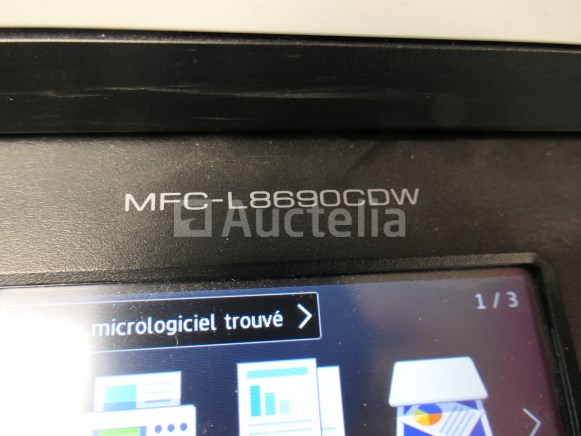 MFC-L8690CDW
Auctelia
micrologiciel trouvé
1/3